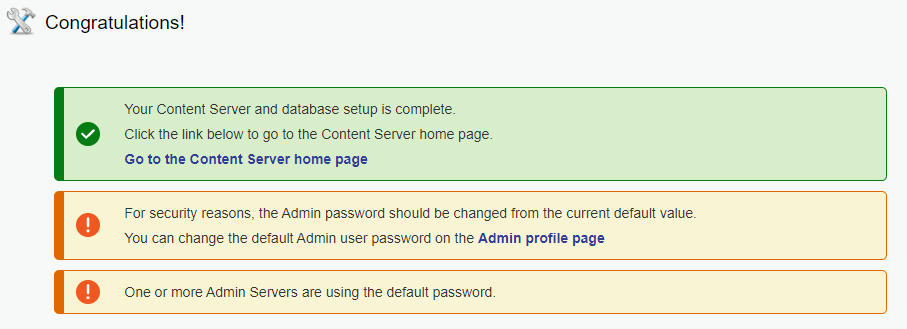 Congratulations!
Your Content Server and database setup is complete.
Click the link below to go to the Content Server home page.
Go to the Content Server home page
For security reasons, the Admin password should be changed from the current default value.
You can change the default Admin user password on the Admin profile page
One or more Admin Servers are using the default password.